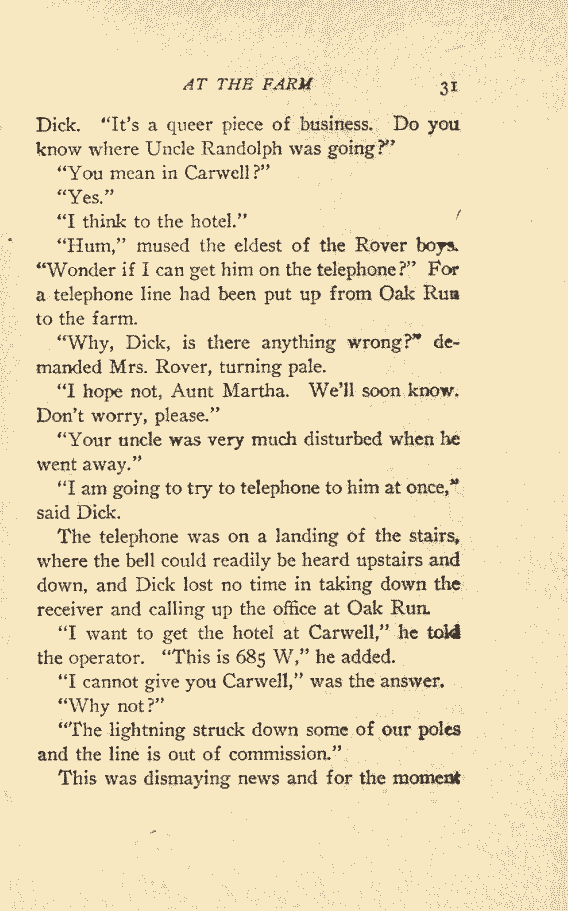 AT THE FARM 31
Dick. "It's a queer piece of business. Do you
know where Uncle Randolph was going?"
"You mean in Carwell?"
"Yes."
"I think to the hotel."
"Hum," mused the eldest of the Rover boys.
"Wonder if I can get him on the telephone?" For
a telephone line had been put up from Oak Run
to the farm.
"Why, Dick, is there anything wrong?" de-
manded Mrs. Rover, turning pale.
"I hope not, Aunt Martha. We'll soon know.
Don't worry, please."
"Your uncle was very much disturbed when he
went away."
"I am going to try to telephone to him at once,"
said Dick.
The telephone was on a landing of the stairs,
where the bell could readily be heard upstairs and
down, and Dick lost no time in taking down the
receiver and calling up the office at Oak Run.
"I want to get the hotel at Carwell," he told
the operator. "This is 685 W," he added.
"I cannot give you Carwell," was the answer.
"Why not?"
"The lightning struck down some of our poles
and the line is out of commission."
This was dismaying news and for the moment